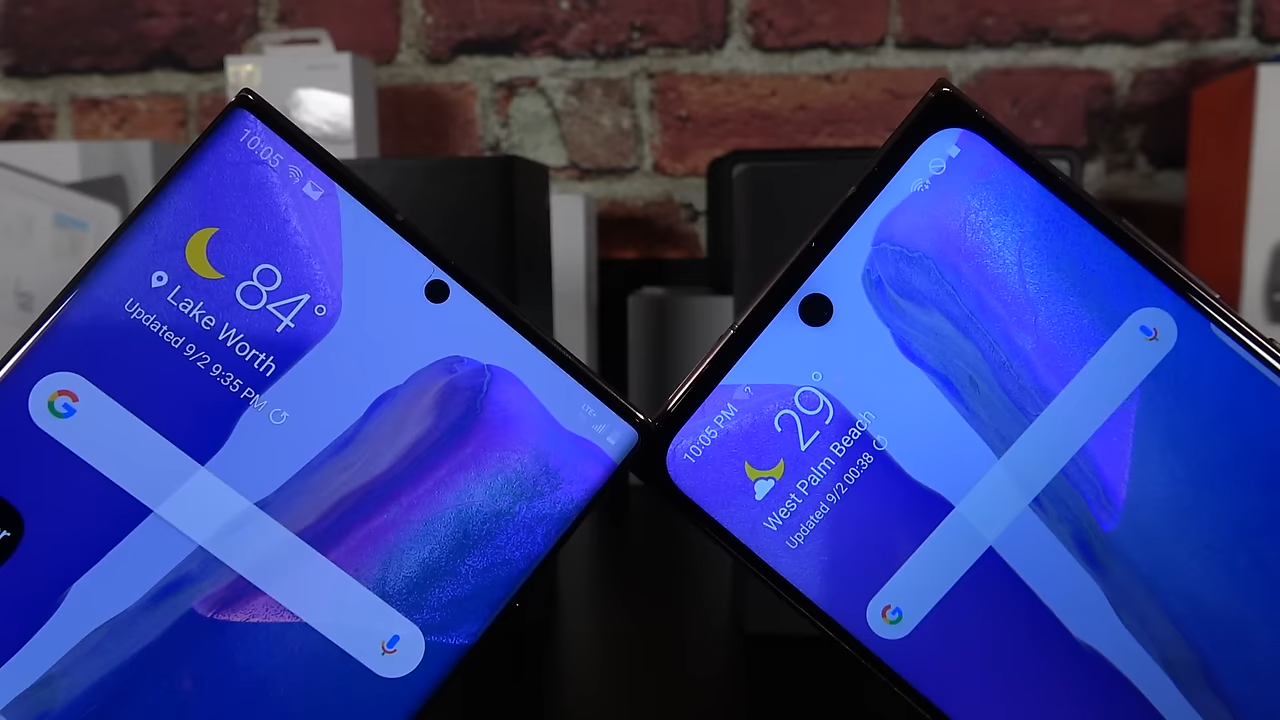 10:05
84°
Lake Worth
Updated 9/2 9:35 PM
G
LTE+
r
10:05 PM
?
29°
West Palm Beach
Updated 9/2 00:38
G